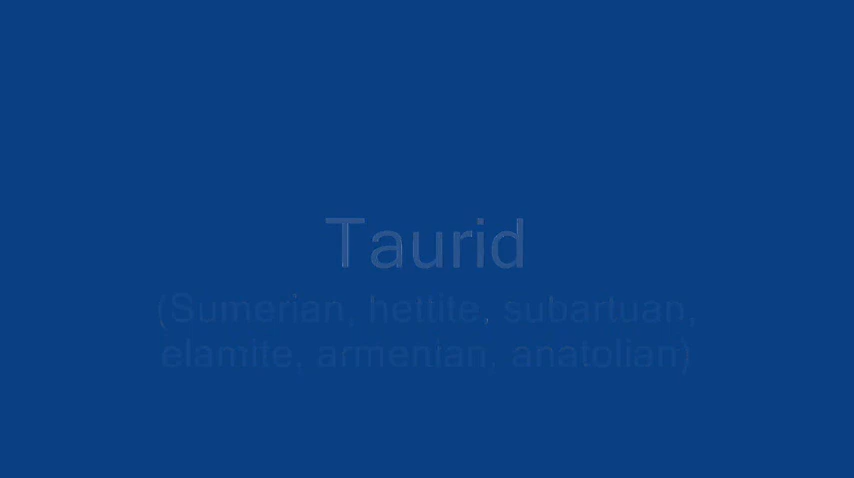 Taurid
(Sumerian, hettite, subartuan,
elamite, armenian, anatolian)